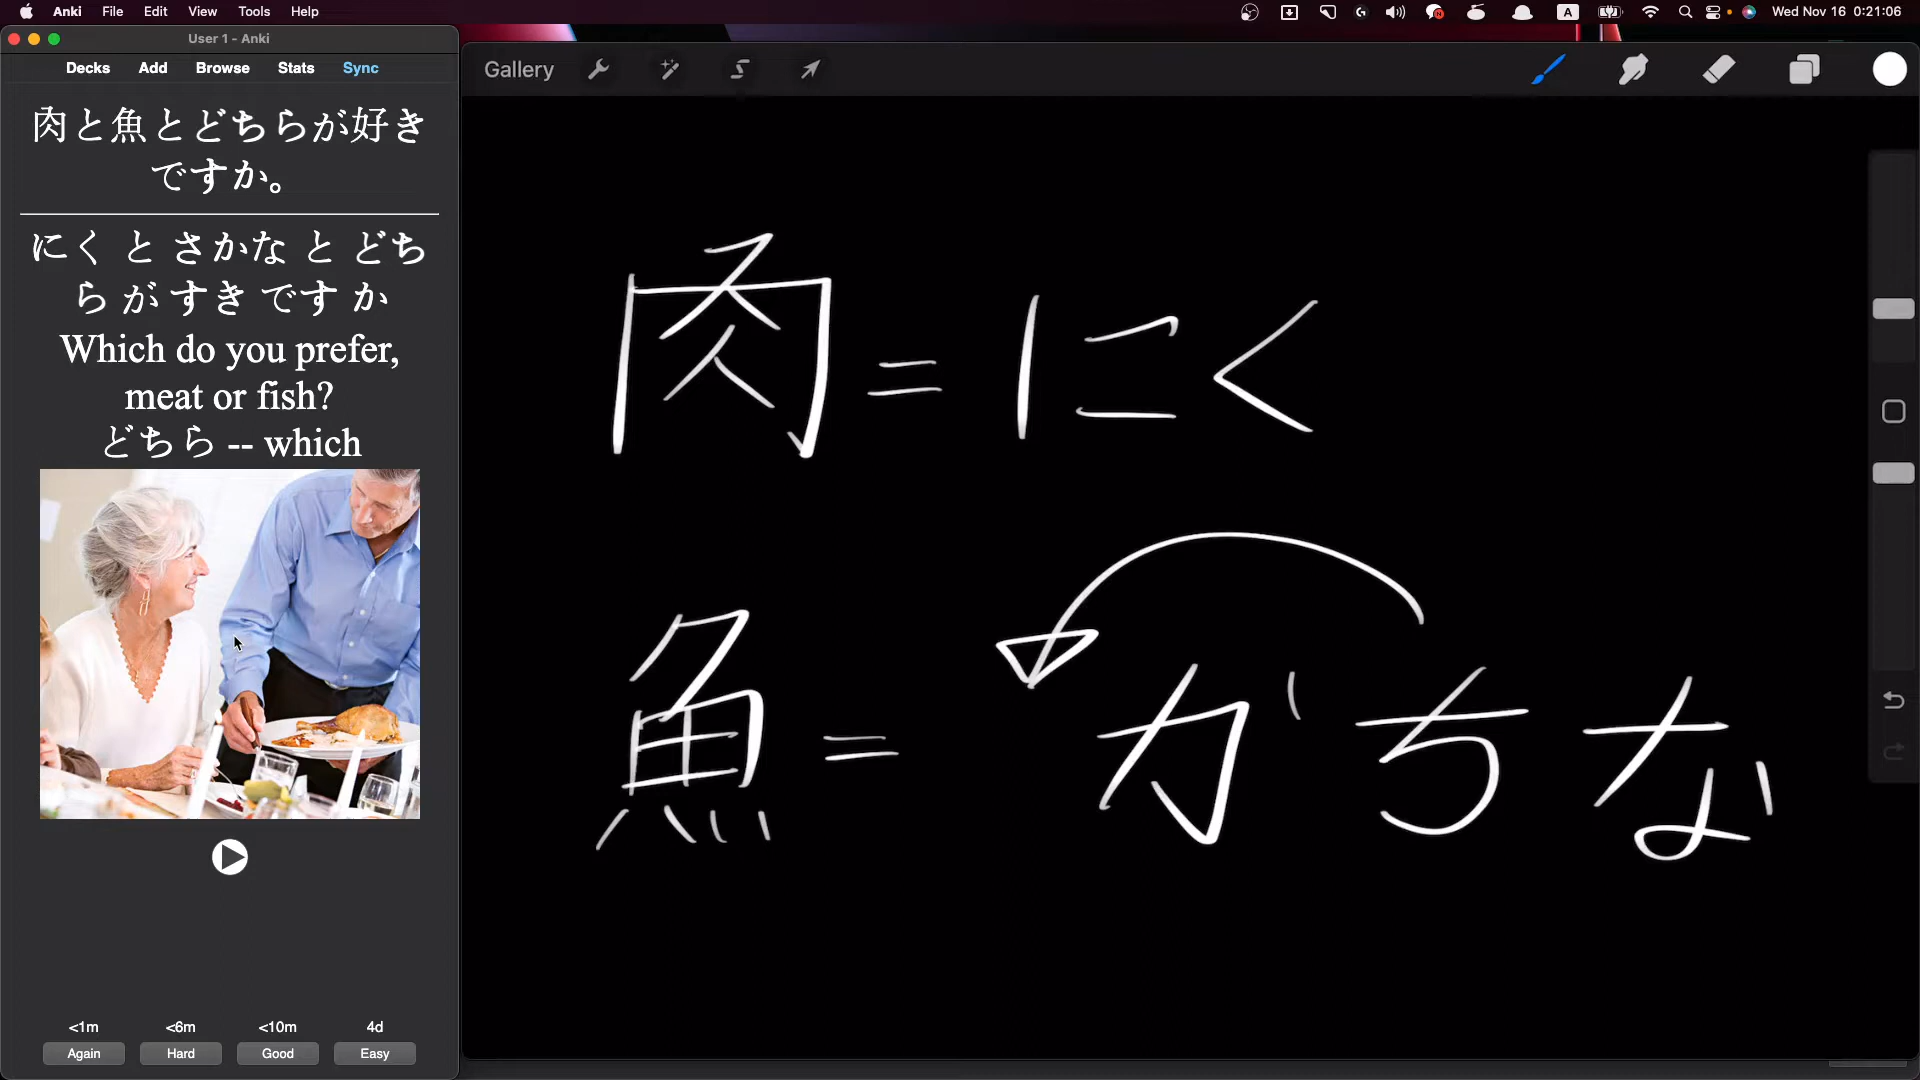 Anki File Edit View Tools Help
A
Wed Nov 16 0:21:06
User 1 - Anki
Decks Add Browse Stats Sync
肉と魚とどちらが好き
ですか。
にく と さかな と どち
ら が すき です か
Which do you prefer,
meat or fish?
どちら -- which
<1m <6m <10m 4d
Again Hard Good Easy
Gallery
肉=にく
魚= かちな